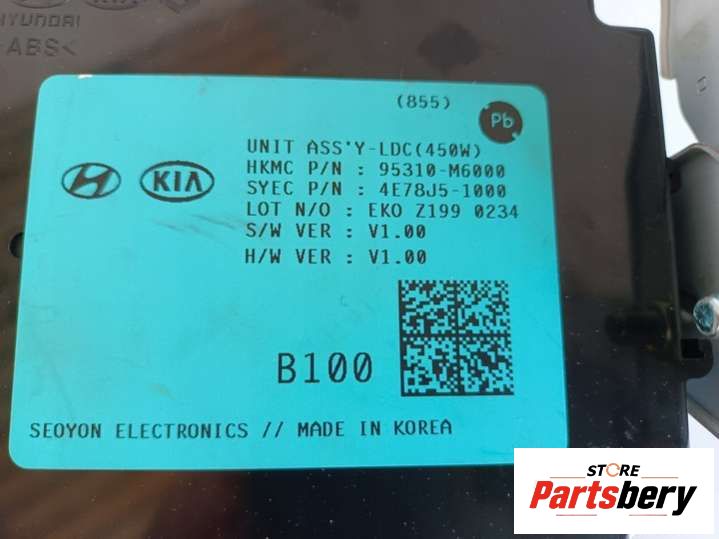 HYUNDAI
>ABS<
(855)
Pb
UNIT ASS'Y-LDC(450W)
HKMC P/N : 95310-M6000
SYEC P/N : 4E78J5-1000
LOT N/O : EKO Z199 0234
S/W VER : V1.00
H/W VER : V1.00
KIA
B100
SEOYON ELECTRONICS // MADE IN KOREA
STORE
Partsbery